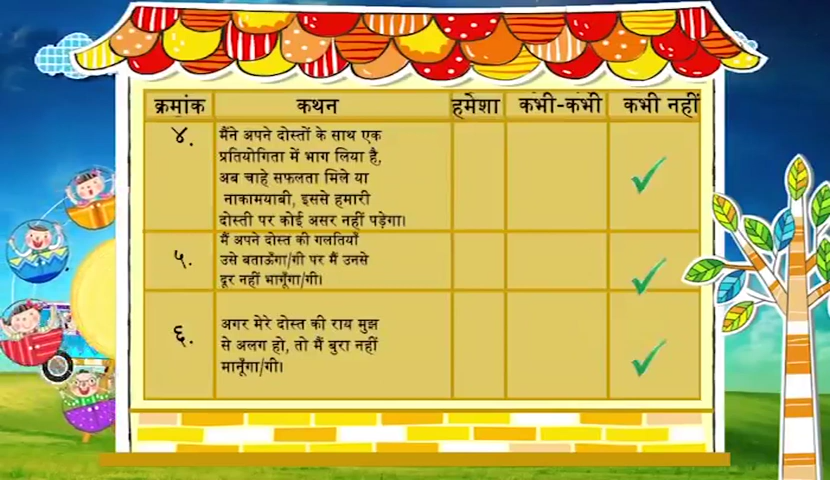 क्रमांक कथन हमेशा कभी-कभी कभी नहीं
४. मैंने अपने दोस्तों के साथ एक
प्रतियोगिता में भाग लिया है,
अब चाहे सफलता मिले या
नाकामयाबी, इससे हमारी
दोस्ती पर कोई असर नहीं पड़ेगा।
मैं अपने दोस्त की गलतियाँ
५. उसे बताऊँगा/गी पर मैं उनसे
दूर नहीं भागूँगा/गी।
६. अगर मेरे दोस्त की राय मुझ
से अलग हो, तो मैं बुरा नहीं
मानूँगा/गी।